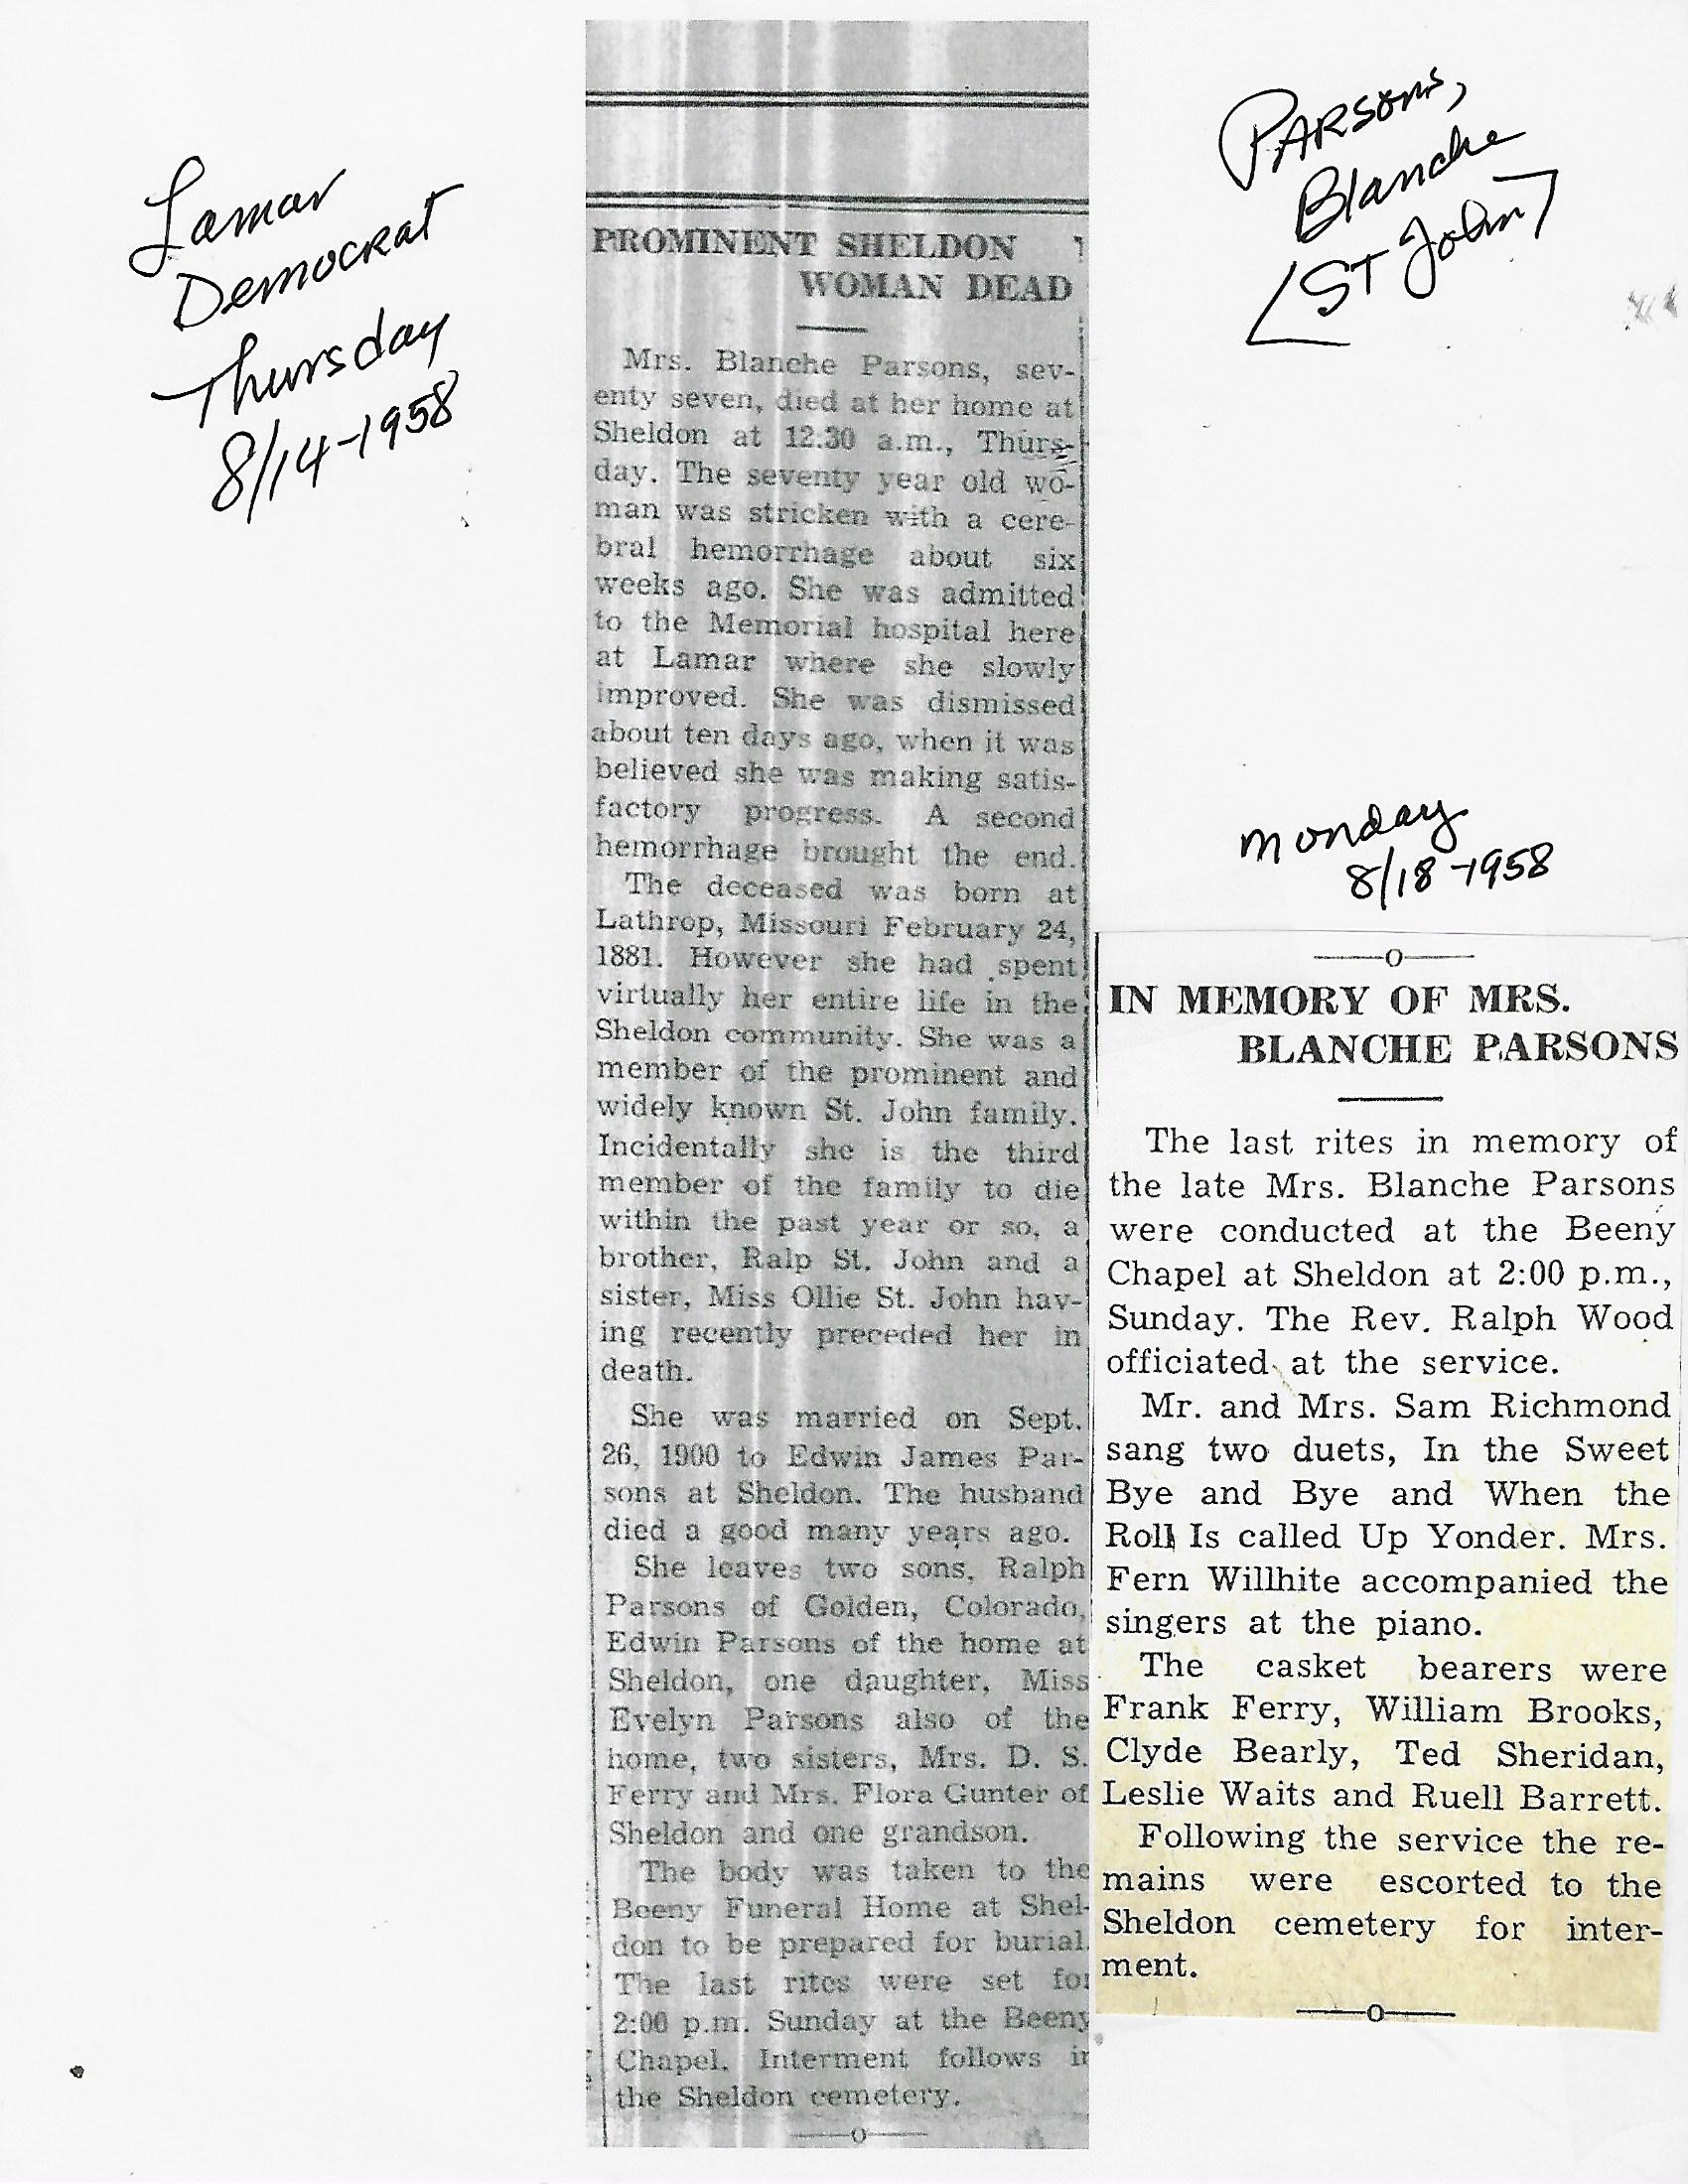 Lamar
Democrat
Thursday
8/14-1958
PARSONS,
Blanche
[ST John]
PROMINENT SHELDON
WOMAN DEAD
Mrs. Blanche Parsons, sev-
enty seven, died at her home at
Sheldon at 12:30 a.m., Thurs-
day. The seventy year old wo-
man was stricken with a cere-
bral hemorrhage about six
weeks ago. She was admitted
to the Memorial hospital here
at Lamar where she slowly
improved. She was dismissed
about ten days ago, when it was
believed she was making satis-
factory progress. A second
hemorrhage brought the end.
The deceased was born at
Lathrop, Missouri February 24,
1881. However she had spent
virtually her entire life in the
Sheldon community. She was a
member of the prominent and
widely known St. John family.
Incidentally she is the third
member of the family to die
within the past year or so, a
brother, Ralp St. John and a
sister, Miss Ollie St. John hav-
ing recently preceded her in
death.
She was married on Sept.
26, 1900 to Edwin James Par-
sons at Sheldon. The husband
died a good many years ago.
She leaves two sons, Ralph
Parsons of Golden, Colorado,
Edwin Parsons of the home at
Sheldon, one daughter, Miss
Evelyn Parsons also of the
home, two sisters, Mrs. D. S.
Ferry and Mrs. Flora Gunter of
Sheldon and one grandson.
The body was taken to the
Beeny Funeral Home at Shel-
don to be prepared for burial.
The last rites were set for
2:00 p.m. Sunday at the Beeny
Chapel. Interment follows in
the Sheldon cemetery.
O
monday
8/18-1958
O
IN MEMORY OF MRS.
BLANCHE PARSONS
The last rites in memory of
the late Mrs. Blanche Parsons
were conducted at the Beeny
Chapel at Sheldon at 2:00 p.m.,
Sunday. The Rev. Ralph Wood
officiated at the service.
Mr. and Mrs. Sam Richmond
sang two duets, In the Sweet
Bye and Bye and When the
Roll Is called Up Yonder. Mrs.
Fern Willhite accompanied the
singers at the piano.
The casket bearers were
Frank Ferry, William Brooks,
Clyde Bearly, Ted Sheridan,
Leslie Waits and Ruell Barrett.
Following the service the re-
mains were escorted to the
Sheldon cemetery for inter-
ment.
O